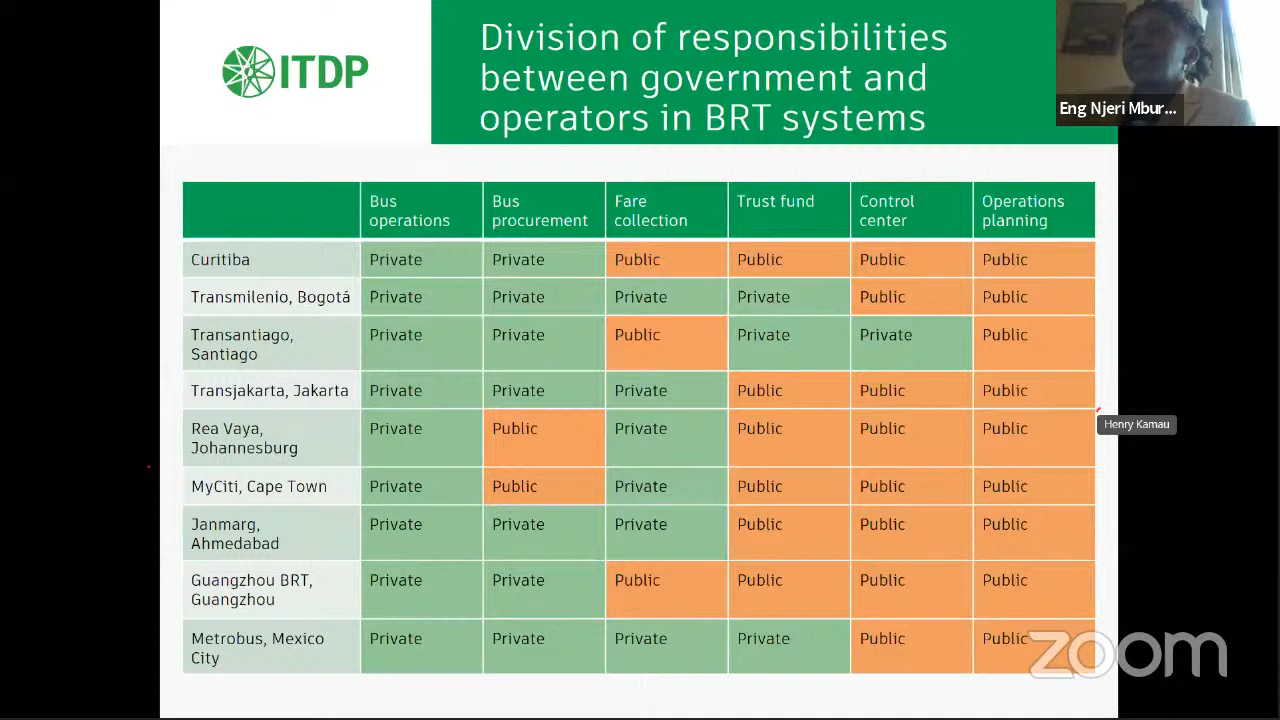 ITDP
Division of responsibilities
between government and
operators in BRT systems
Eng Njeri Mbur...
Bus
operations
Bus
procurement
Fare
collection
Trust fund
Control
center
Operations
planning
Curitiba Private Private Public Public Public Public
Transmilenio, Bogotá Private Private Private Private Public Public
Transantiago,
Santiago
Private Private Public Private Private Public
Transjakarta, Jakarta Private Private Private Public Public Public
Rea Vaya,
Johannesburg
Private Public Private Public Public Public
Henry Kamau
MyCiti, Cape Town Private Public Private Public Public Public
Janmarg,
Ahmedabad
Private Private Private Public Public Public
Guangzhou BRT,
Guangzhou
Private Private Public Public Public Public
Metrobus, Mexico
City
Private Private Private Private Public Public
zoom